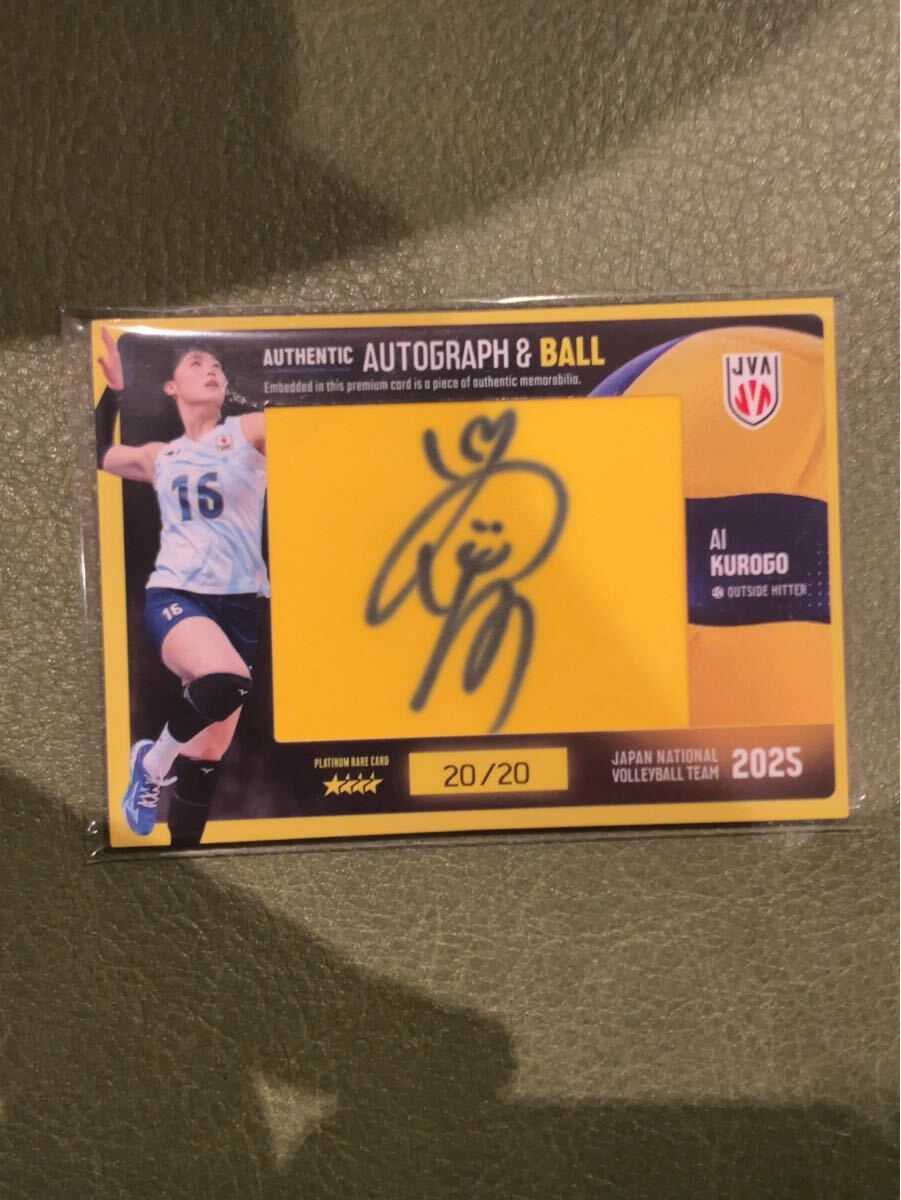 AUTHENTIC AUTOGRAPH & BALL
Embedded in this premium card is a piece of authentic memorabilia.
JVA
16
AI
KUROGO
OUTSIDE HITTER
16
PLATINUM RARE CARD
20/20
JAPAN NATIONAL
VOLLEYBALL TEAM
2025